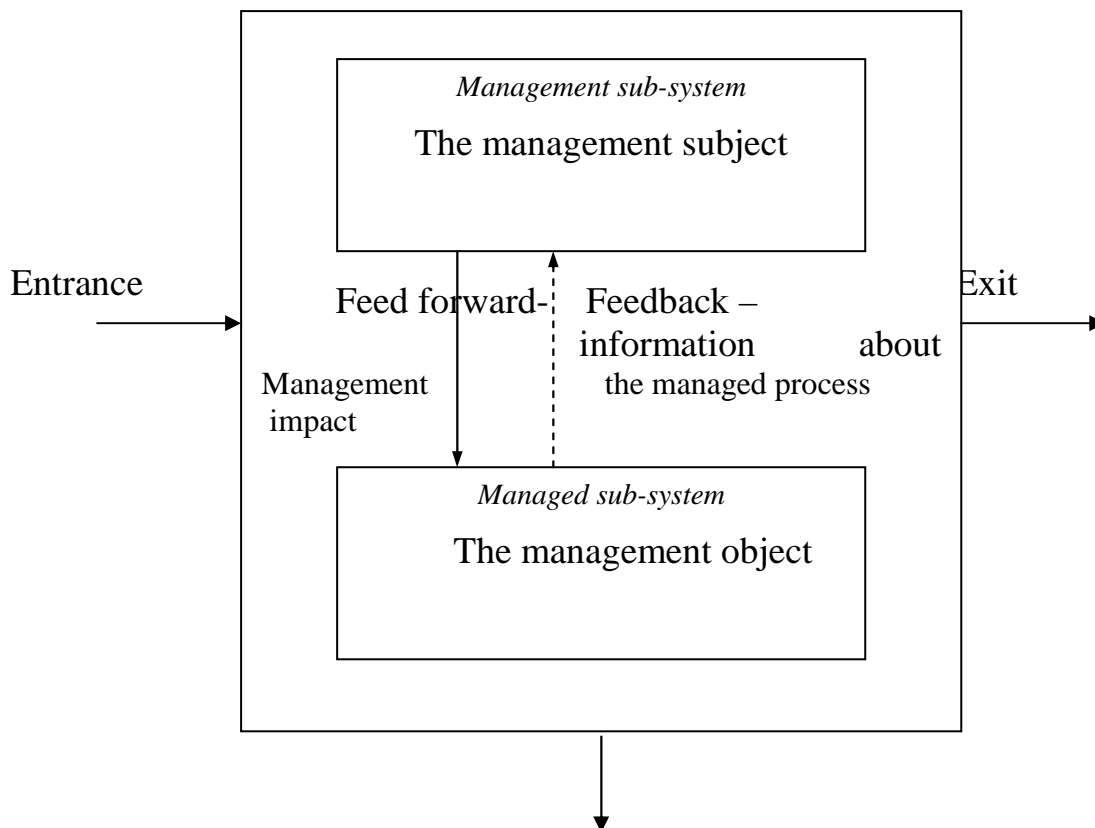 Management sub-system
The management subject
Entrance
Exit
Feed forward-
Feedback –
information about
Management
the managed process
impact
Managed sub-system
The management object